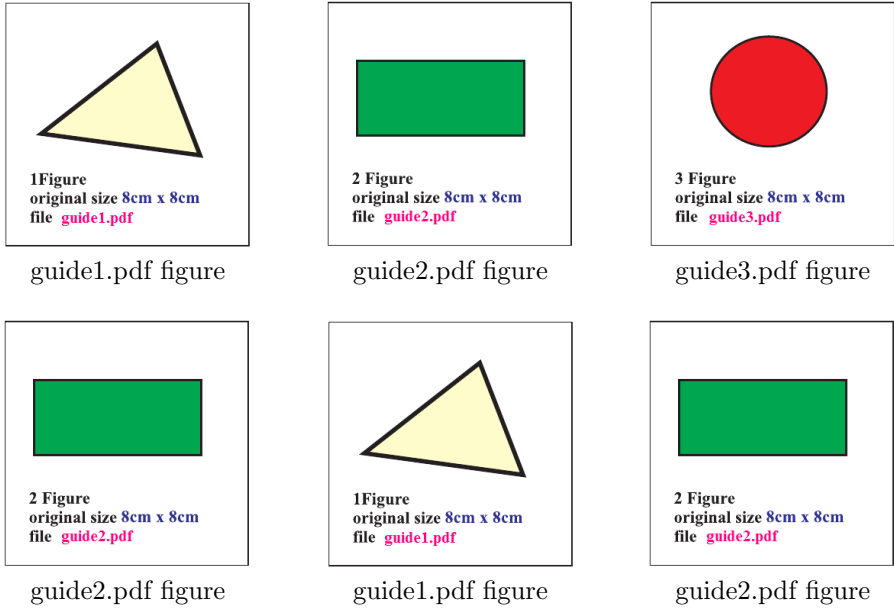 1Figure
original size 8cm x 8cm
file guide1.pdf
guide1.pdf figure
2 Figure
original size 8cm x 8cm
file guide2.pdf
guide2.pdf figure
3 Figure
original size 8cm x 8cm
file guide3.pdf
guide3.pdf figure
2 Figure
original size 8cm x 8cm
file guide2.pdf
guide2.pdf figure
1Figure
original size 8cm x 8cm
file guide1.pdf
guide1.pdf figure
2 Figure
original size 8cm x 8cm
file guide2.pdf
guide2.pdf figure